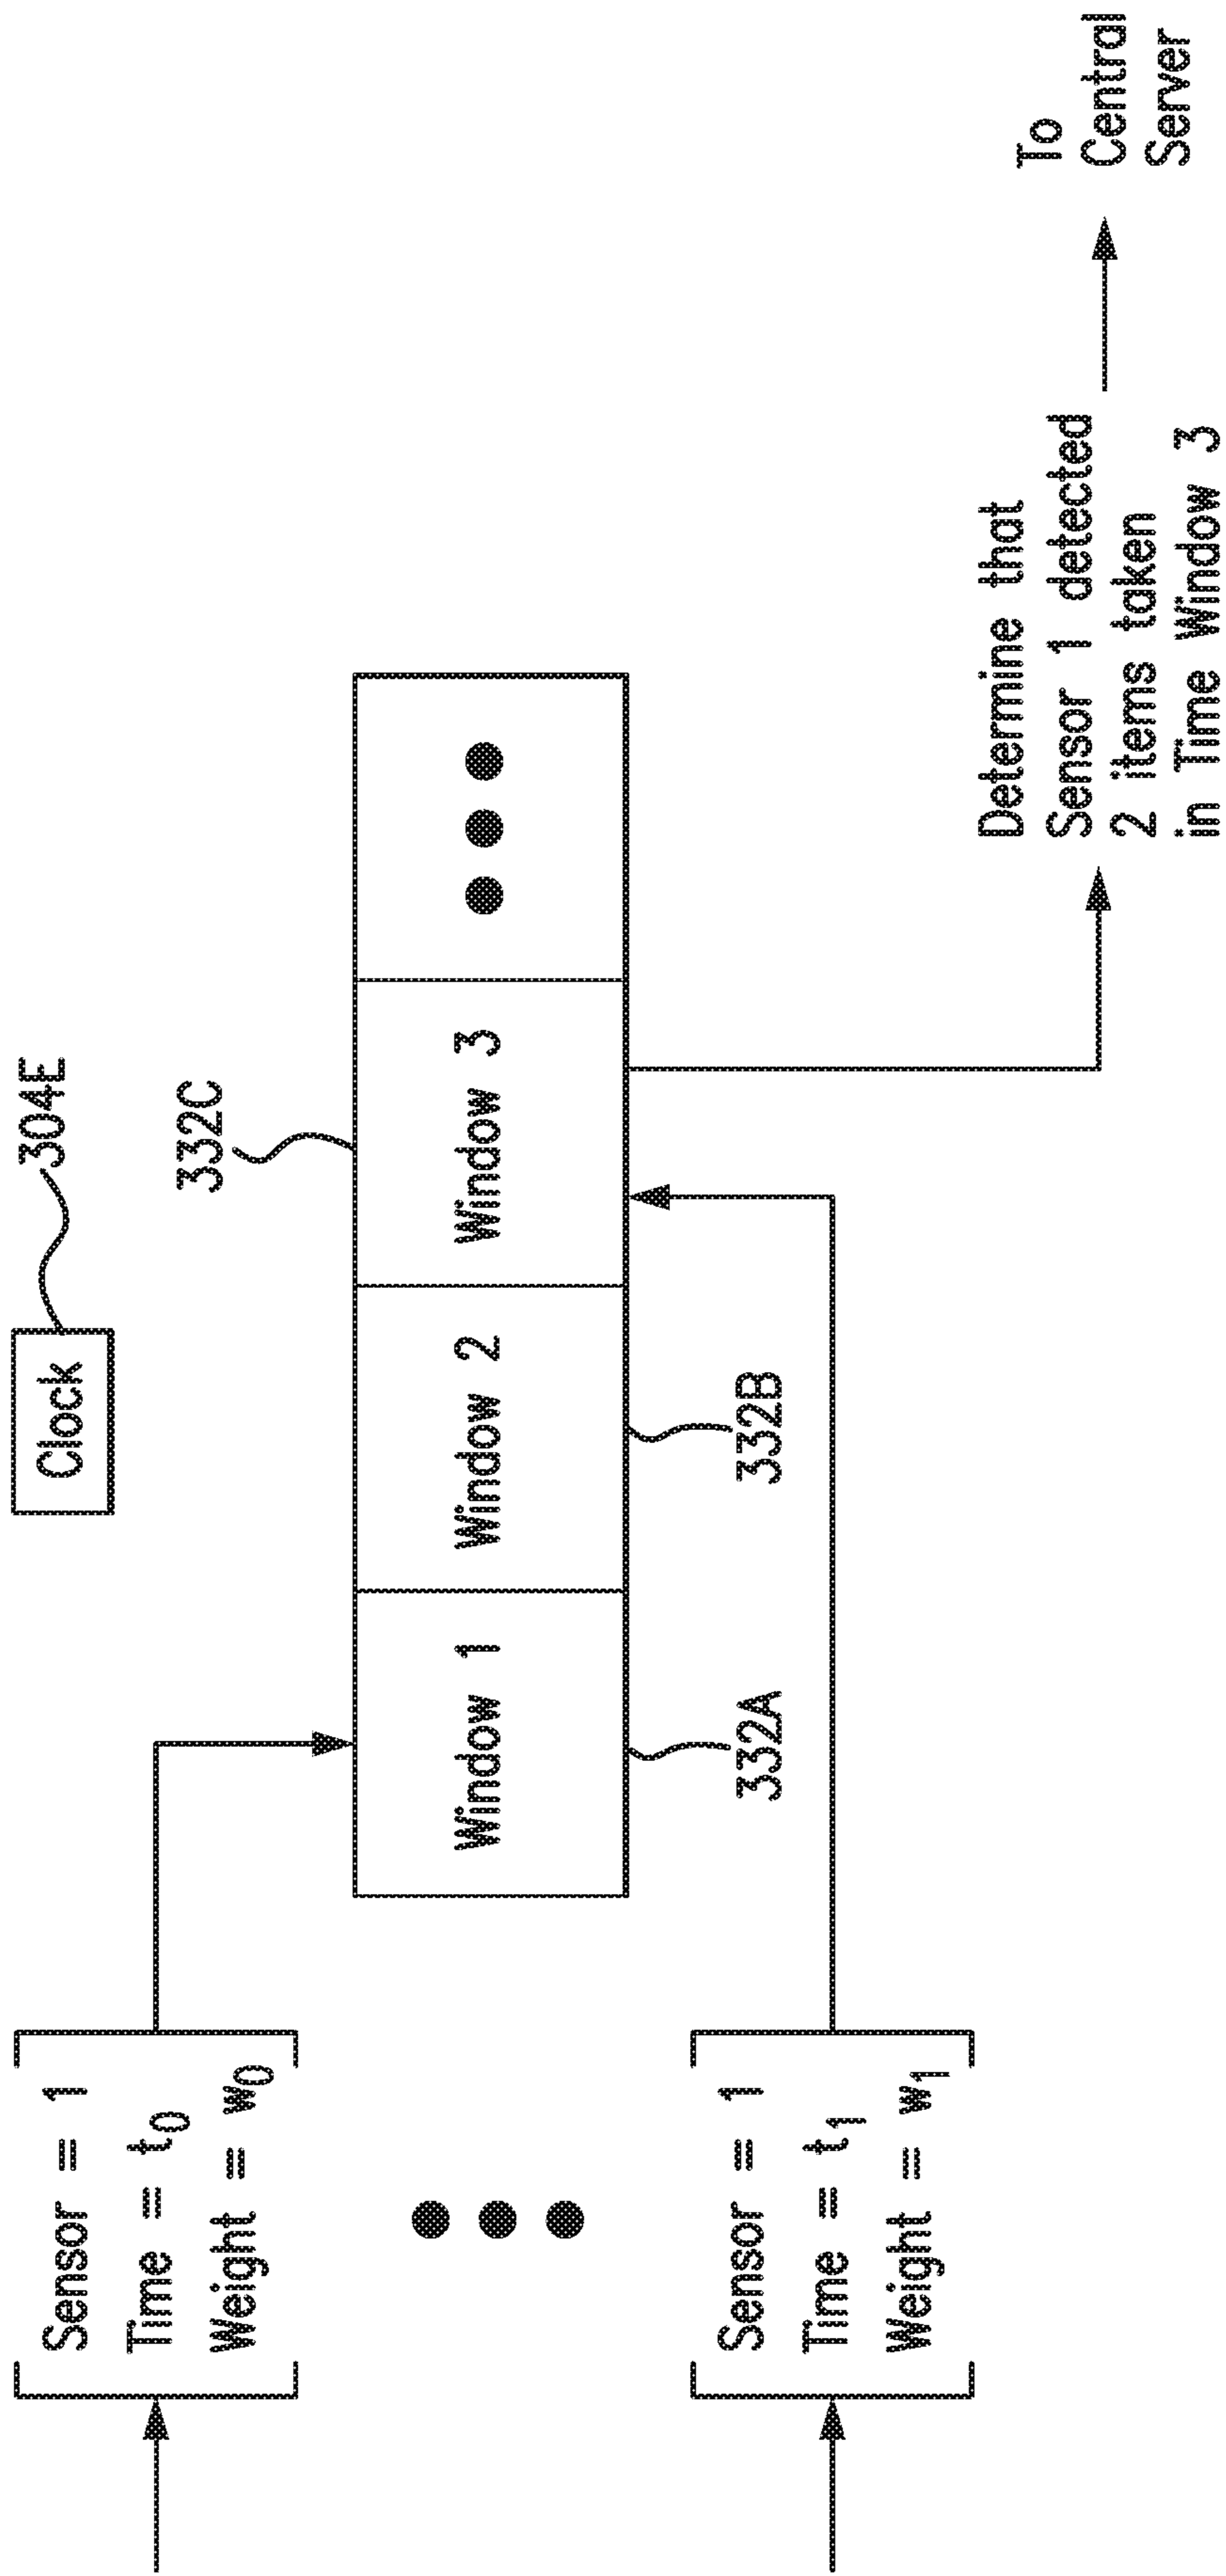 Clock
304E
Sensor = 1
Time = t0
Weight = w0
332C
Window 1
Window 2
Window 3
332A
332B
Sensor = 1
Time = t1
Weight = w1
Determine that
Sensor 1 detected
2 items taken
in Time Window 3
To
Central
Server